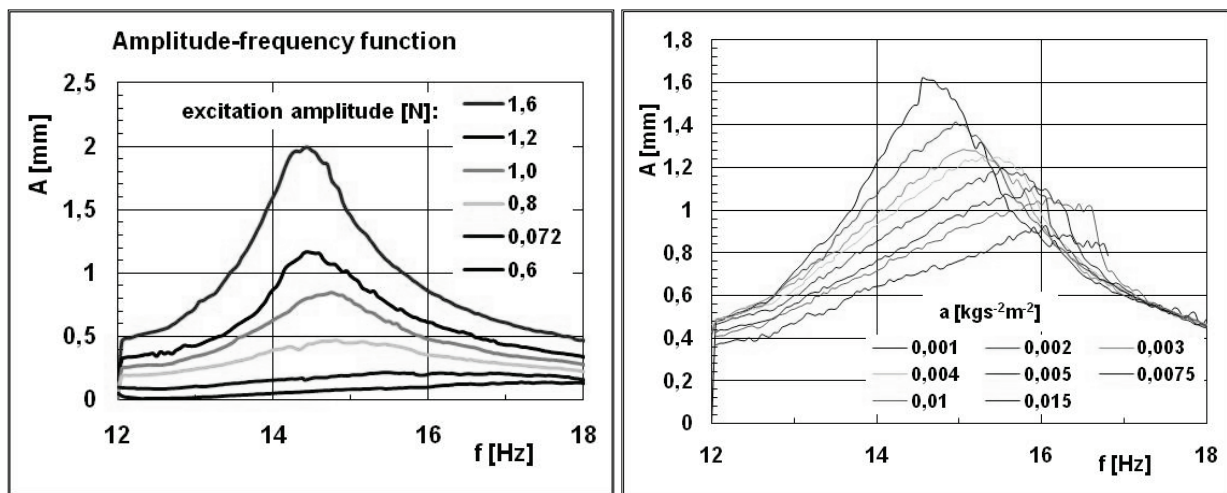 Amplitude-frequency function
2,5
2
1,5
1
0,5
0
A [mm]
excitation amplitude [N]:
1,6
1,2
1,0
0,8
0,072
0,6
12 14 16 18
f [Hz]
1,8
1,6
1,4
1,2
1
0,8
0,6
0,4
0,2
0
A [mm]
a [kgs⁻²m⁻²]
0,001 0,002 0,003
0,004 0,005 0,0075
0,01 0,015
12 14 16 18
f [Hz]